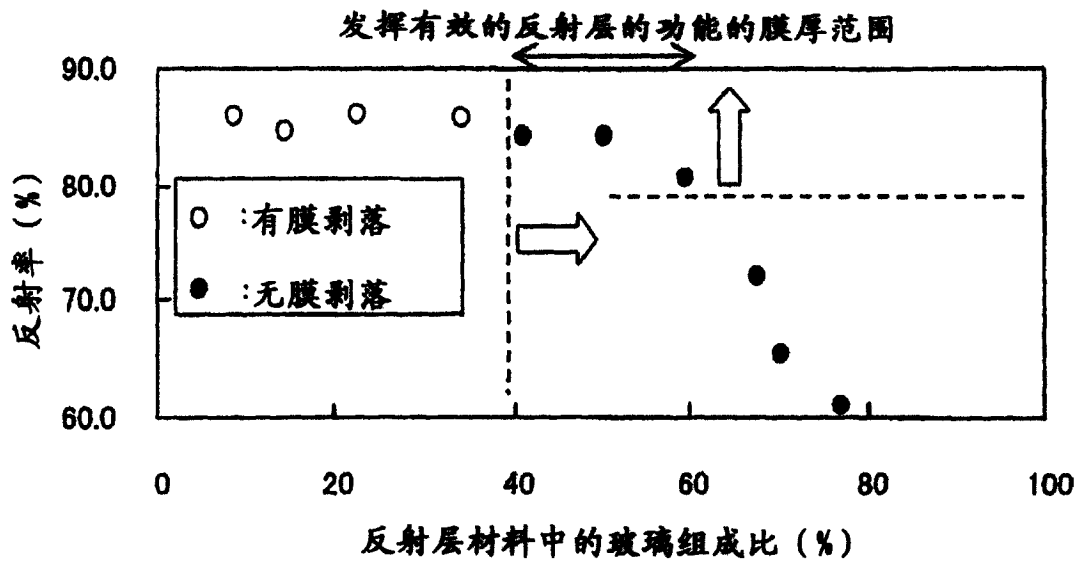 发挥有效的反射层的功能的膜厚范围
90.0
80.0
70.0
60.0
反射率（%）
○ :有膜剥落
● :无膜剥落
0 20 40 60 80 100
反射层材料中的玻璃组成比（%）